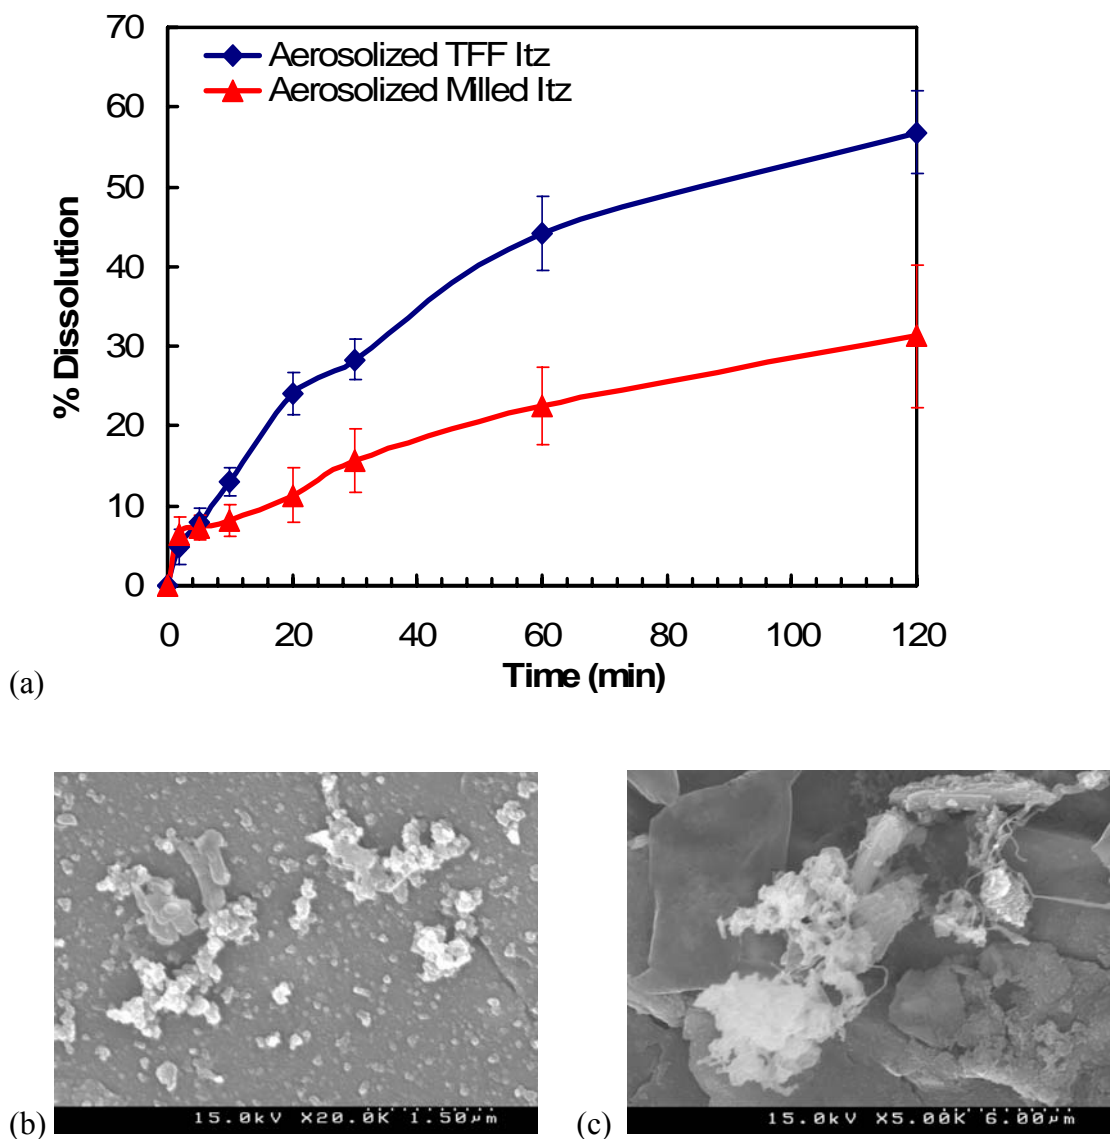 70
60
50
40
30
20
10
0
% Dissolution
Aerosolized TFF Itz
Aerosolized Milled Itz
0 20 40 60 80 100 120
Time (min)
(a)
(b)
15.0kV X20.0K 1.50µm
(c)
15.0kV X5.00K 6.00µm